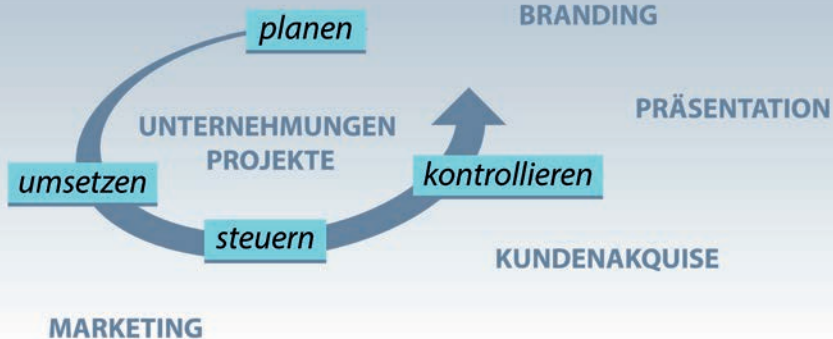 BRANDING
planen
PRÄSENTATION
UNTERNEHMUNGEN
PROJEKTE
kontrollieren
umsetzen
steuern
KUNDENAKQUISE
MARKETING